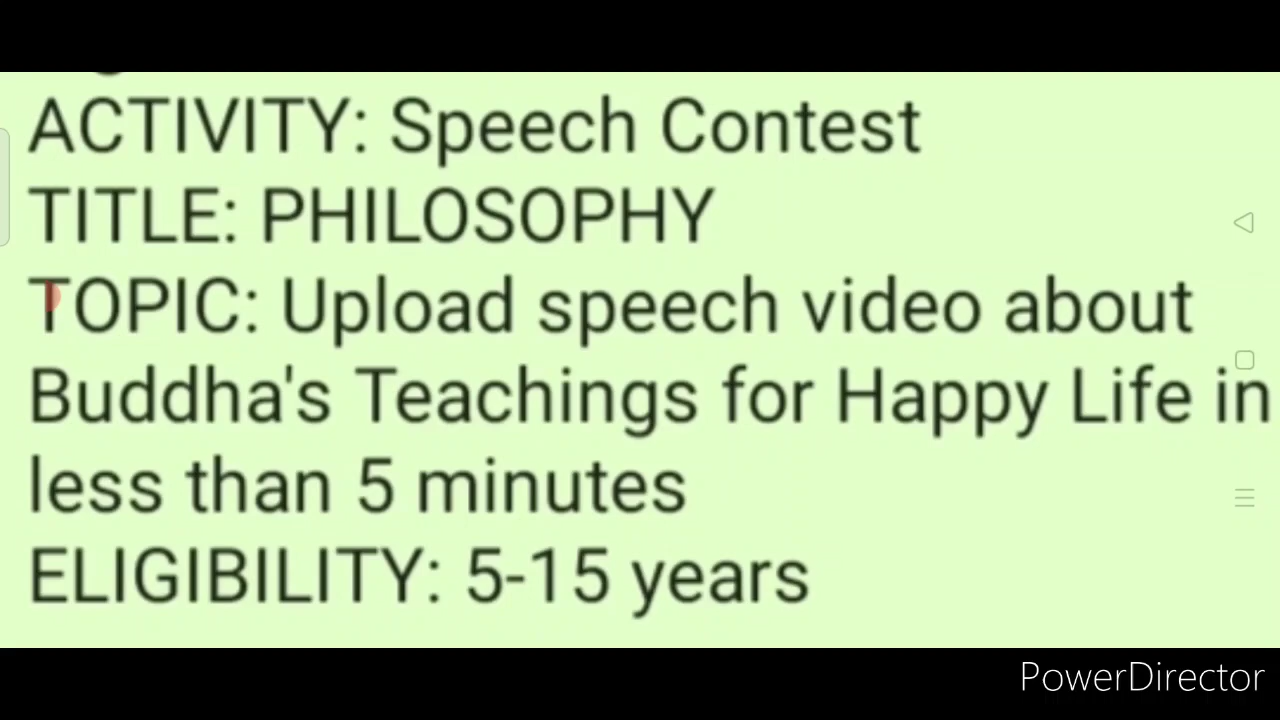 ACTIVITY: Speech Contest
TITLE: PHILOSOPHY
TOPIC: Upload speech video about
Buddha's Teachings for Happy Life in
less than 5 minutes
ELIGIBILITY: 5-15 years
PowerDirector